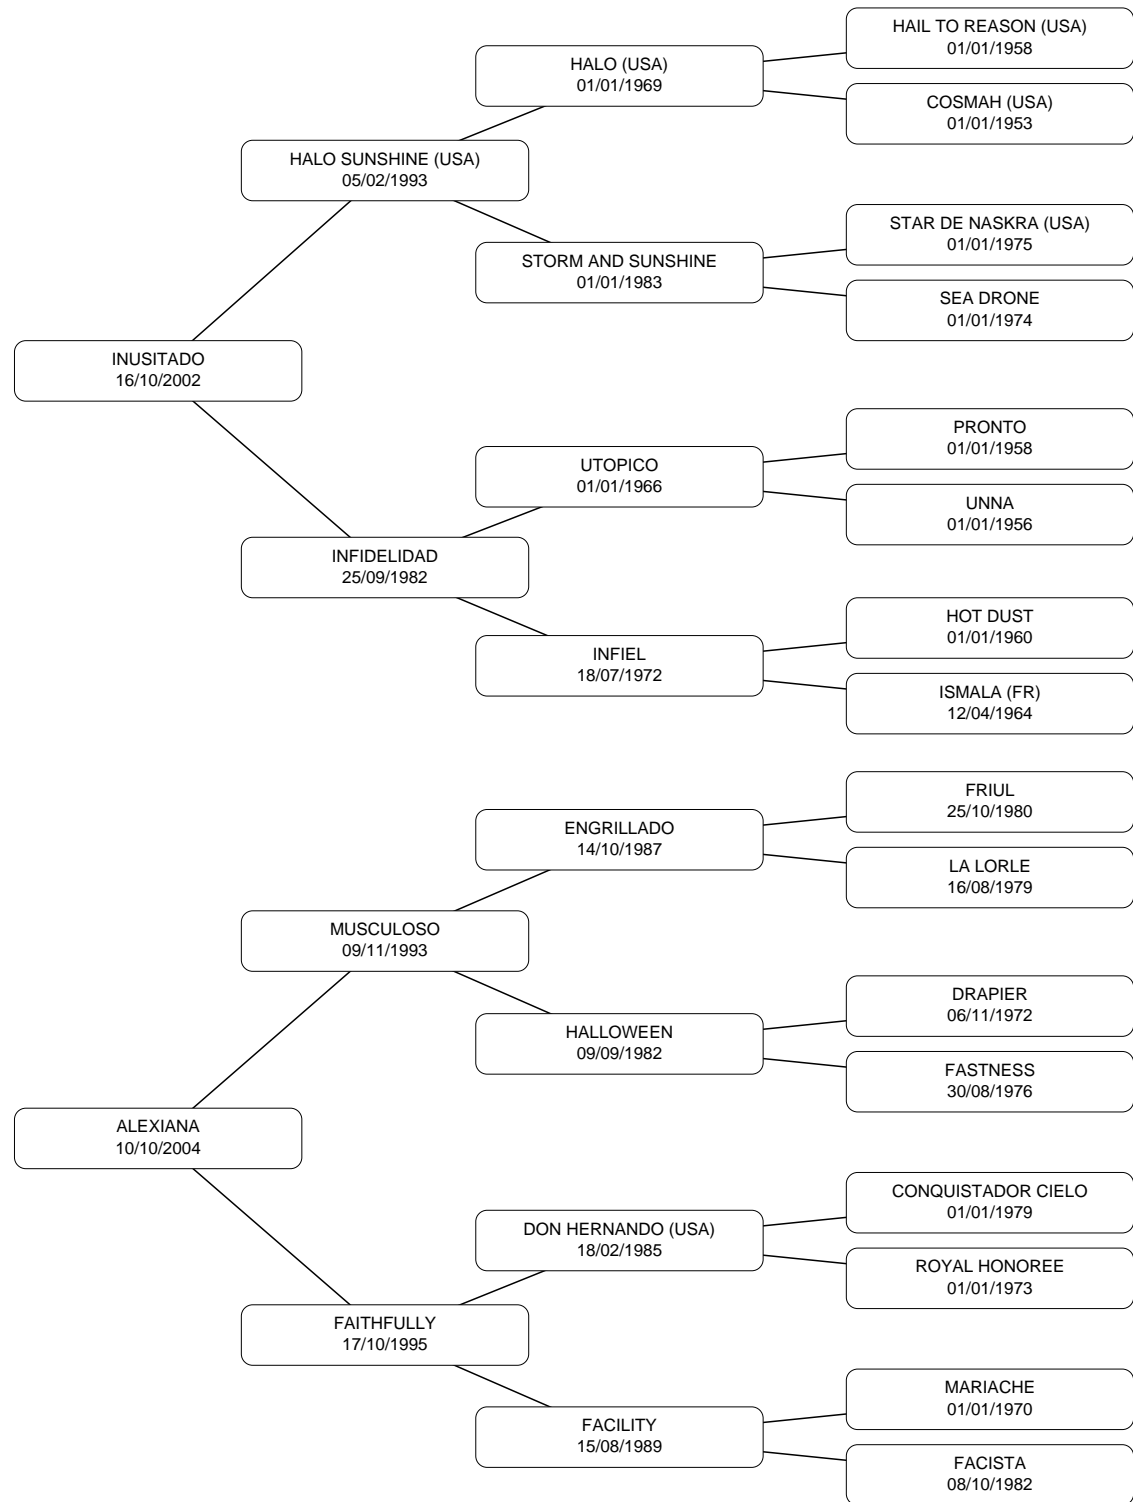 HAIL TO REASON (USA)
01/01/1958
HALO (USA)
01/01/1969
COSMAH (USA)
01/01/1953
HALO SUNSHINE (USA)
05/02/1993
STAR DE NASKRA (USA)
01/01/1975
STORM AND SUNSHINE
01/01/1983
SEA DRONE
01/01/1974
INUSITADO
16/10/2002
PRONTO
01/01/1958
UTOPICO
01/01/1966
UNNA
01/01/1956
INFIDELIDAD
25/09/1982
HOT DUST
01/01/1960
INFIEL
18/07/1972
ISMALA (FR)
12/04/1964
FRIUL
25/10/1980
ENGRILLADO
14/10/1987
LA LORLE
16/08/1979
MUSCULOSO
09/11/1993
DRAPIER
06/11/1972
HALLOWEEN
09/09/1982
FASTNESS
30/08/1976
ALEXIANA
10/10/2004
CONQUISTADOR CIELO
01/01/1979
DON HERNANDO (USA)
18/02/1985
ROYAL HONOREE
01/01/1973
FAITHFULLY
17/10/1995
MARIACHE
01/01/1970
FACILITY
15/08/1989
FACISTA
08/10/1982